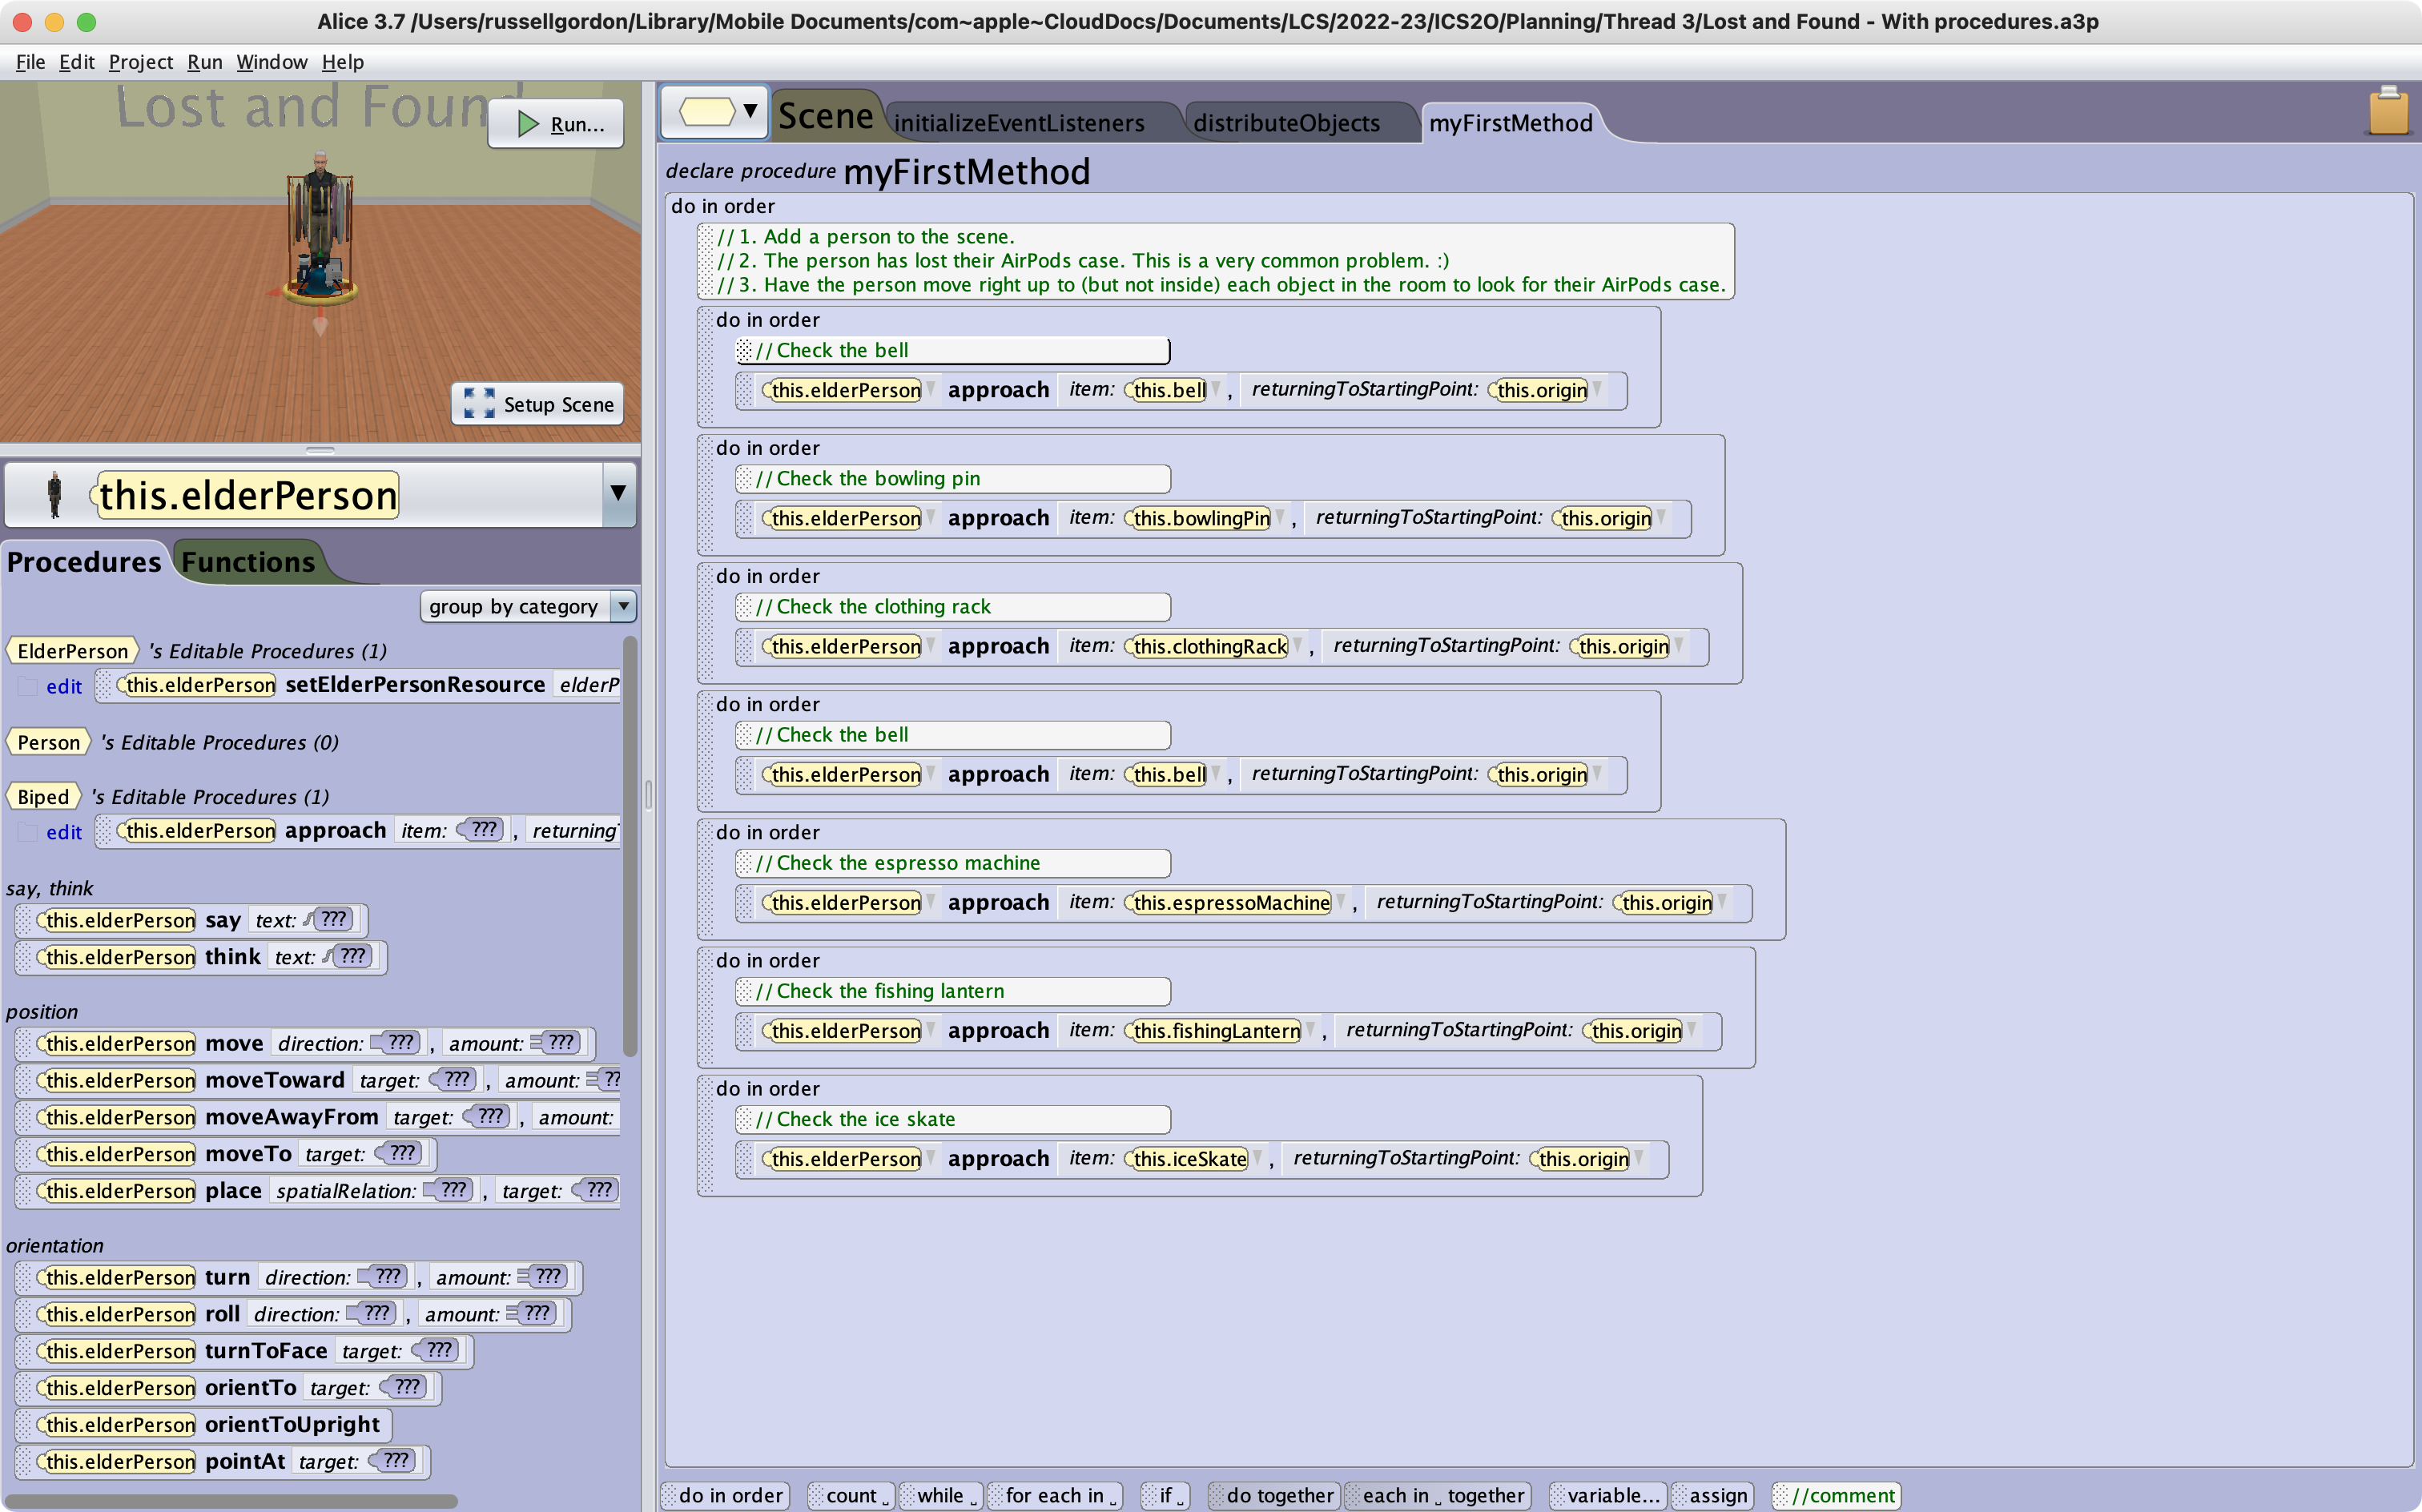 Alice 3.7 /Users/russellgordon/Library/Mobile Documents/com~apple~CloudDocs/Documents/LCS/2022-23/ICS2O/Planning/Thread 3/Lost and Found - With procedures.a3p
File Edit Project Run Window Help
Lost and Found
Run...
Setup Scene
this.elderPerson
Procedures Functions
group by category
ElderPerson 's Editable Procedures (1)
edit this.elderPerson setElderPersonResource elderP
Person 's Editable Procedures (0)
Biped 's Editable Procedures (1)
edit this.elderPerson approach item: ??? , returning
say, think
this.elderPerson say text: ???
this.elderPerson think text: ???
position
this.elderPerson move direction: ??? , amount: ???
this.elderPerson moveToward target: ??? , amount: ??
this.elderPerson moveAwayFrom target: ??? , amount:
this.elderPerson moveTo target: ???
this.elderPerson place spatialRelation: ??? , target: ???
orientation
this.elderPerson turn direction: ??? , amount: ???
this.elderPerson roll direction: ??? , amount: ???
this.elderPerson turnToFace target: ???
this.elderPerson orientTo target: ???
this.elderPerson orientToUpright
this.elderPerson pointAt target: ???
Scene initializeEventListeners distributeObjects myFirstMethod
declare procedure myFirstMethod
do in order
// 1. Add a person to the scene.
// 2. The person has lost their AirPods case. This is a very common problem. :)
// 3. Have the person move right up to (but not inside) each object in the room to look for their AirPods case.
do in order
// Check the bell
this.elderPerson approach item: this.bell , returningToStartingPoint: this.origin
do in order
// Check the bowling pin
this.elderPerson approach item: this.bowlingPin , returningToStartingPoint: this.origin
do in order
// Check the clothing rack
this.elderPerson approach item: this.clothingRack , returningToStartingPoint: this.origin
do in order
// Check the bell
this.elderPerson approach item: this.bell , returningToStartingPoint: this.origin
do in order
// Check the espresso machine
this.elderPerson approach item: this.espressoMachine , returningToStartingPoint: this.origin
do in order
// Check the fishing lantern
this.elderPerson approach item: this.fishingLantern , returningToStartingPoint: this.origin
do in order
// Check the ice skate
this.elderPerson approach item: this.iceSkate , returningToStartingPoint: this.origin
do in order count ˽ while ˽ for each in ˽ if ˽ do together each in ˽ together variable... assign //comment